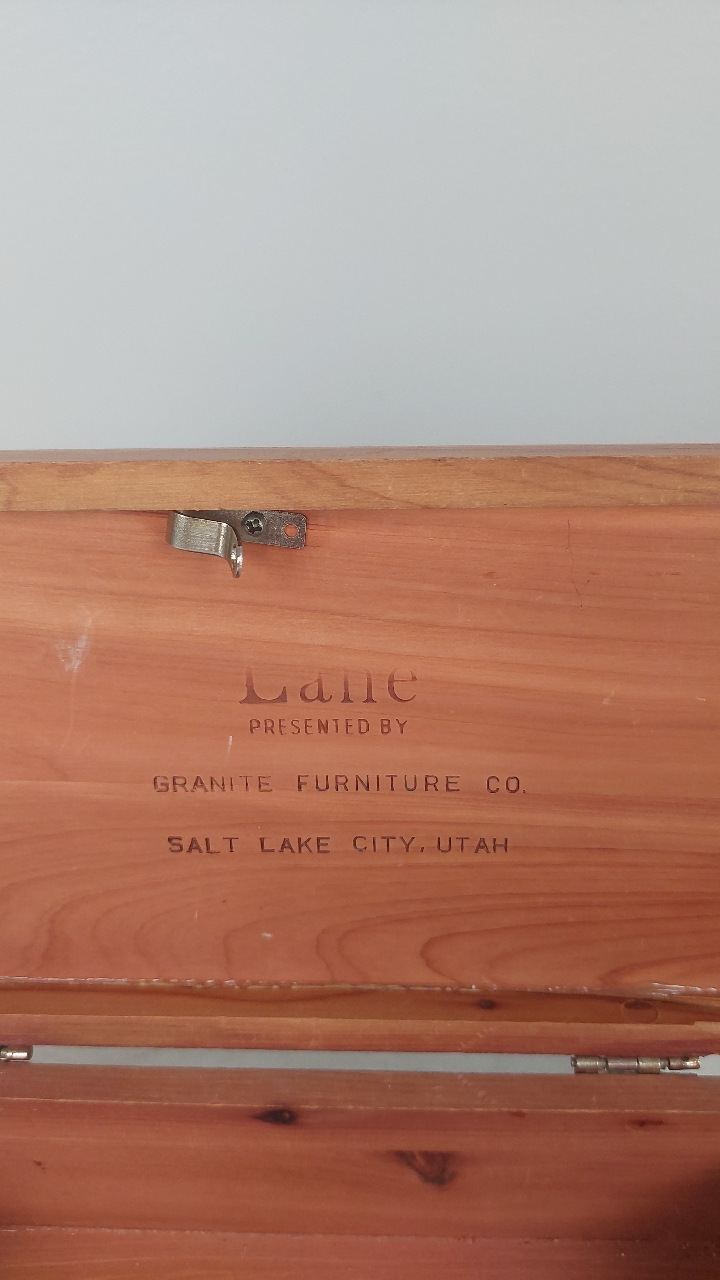 Lane
PRESENTED BY
GRANITE FURNITURE CO.
SALT LAKE CITY, UTAH